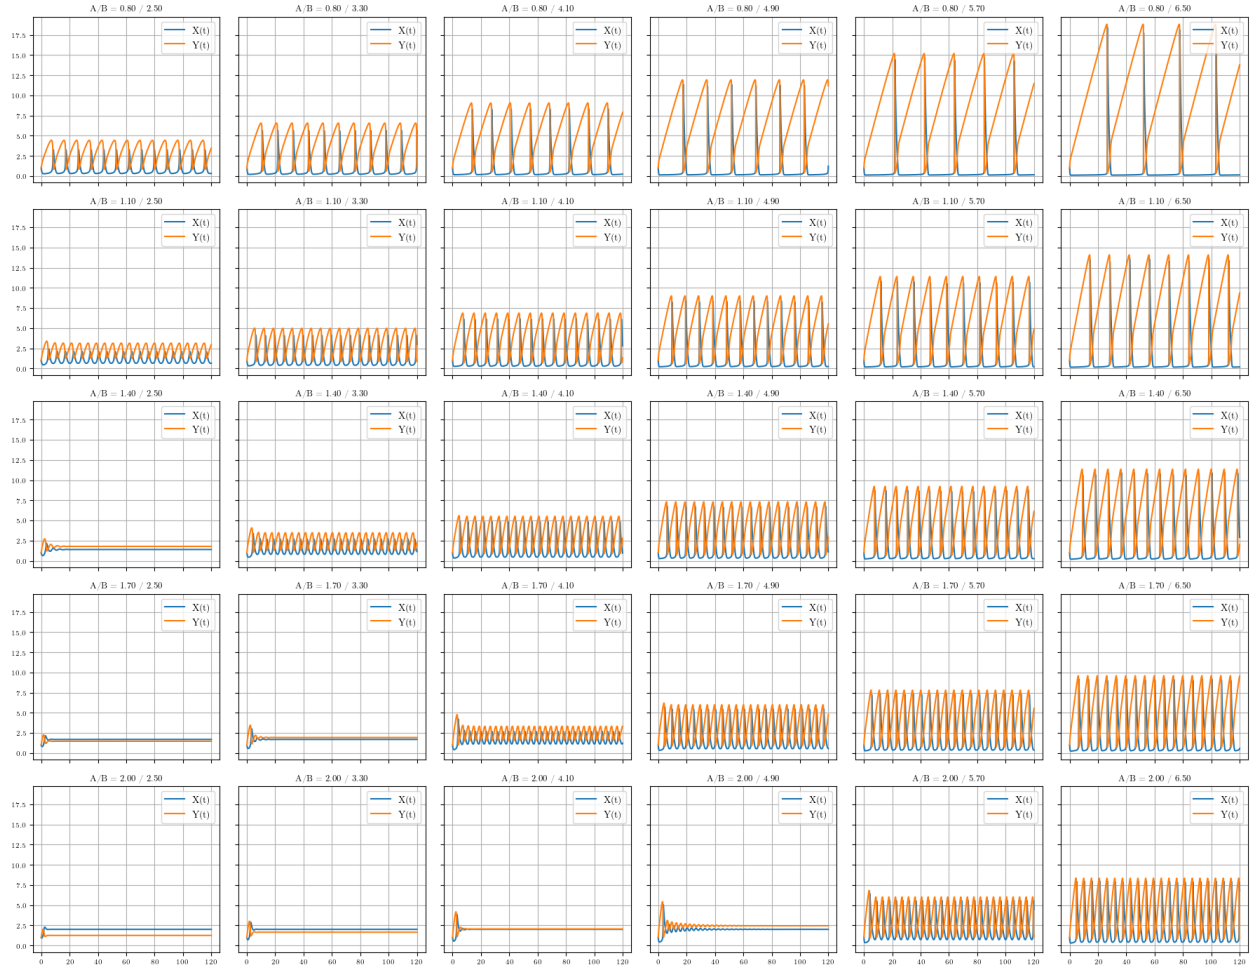 A/B = 0.80 / 2.50
X(t)
Y(t)
17.5
15.0
12.5
10.0
7.5
5.0
2.5
0.0
A/B = 0.80 / 3.30
X(t)
Y(t)
A/B = 0.80 / 4.10
X(t)
Y(t)
A/B = 0.80 / 4.90
X(t)
Y(t)
A/B = 0.80 / 5.70
X(t)
Y(t)
A/B = 0.80 / 6.50
X(t)
Y(t)
A/B = 1.10 / 2.50
X(t)
Y(t)
17.5
15.0
12.5
10.0
7.5
5.0
2.5
0.0
A/B = 1.10 / 3.30
X(t)
Y(t)
A/B = 1.10 / 4.10
X(t)
Y(t)
A/B = 1.10 / 4.90
X(t)
Y(t)
A/B = 1.10 / 5.70
X(t)
Y(t)
A/B = 1.10 / 6.50
X(t)
Y(t)
A/B = 1.40 / 2.50
X(t)
Y(t)
17.5
15.0
12.5
10.0
7.5
5.0
2.5
0.0
A/B = 1.40 / 3.30
X(t)
Y(t)
A/B = 1.40 / 4.10
X(t)
Y(t)
A/B = 1.40 / 4.90
X(t)
Y(t)
A/B = 1.40 / 5.70
X(t)
Y(t)
A/B = 1.40 / 6.50
X(t)
Y(t)
A/B = 1.70 / 2.50
X(t)
Y(t)
17.5
15.0
12.5
10.0
7.5
5.0
2.5
0.0
A/B = 1.70 / 3.30
X(t)
Y(t)
A/B = 1.70 / 4.10
X(t)
Y(t)
A/B = 1.70 / 4.90
X(t)
Y(t)
A/B = 1.70 / 5.70
X(t)
Y(t)
A/B = 1.70 / 6.50
X(t)
Y(t)
A/B = 2.00 / 2.50
X(t)
Y(t)
17.5
15.0
12.5
10.0
7.5
5.0
2.5
0.0
0 20 40 60 80 100 120
A/B = 2.00 / 3.30
X(t)
Y(t)
0 20 40 60 80 100 120
A/B = 2.00 / 4.10
X(t)
Y(t)
0 20 40 60 80 100 120
A/B = 2.00 / 4.90
X(t)
Y(t)
0 20 40 60 80 100 120
A/B = 2.00 / 5.70
X(t)
Y(t)
0 20 40 60 80 100 120
A/B = 2.00 / 6.50
X(t)
Y(t)
0 20 40 60 80 100 120